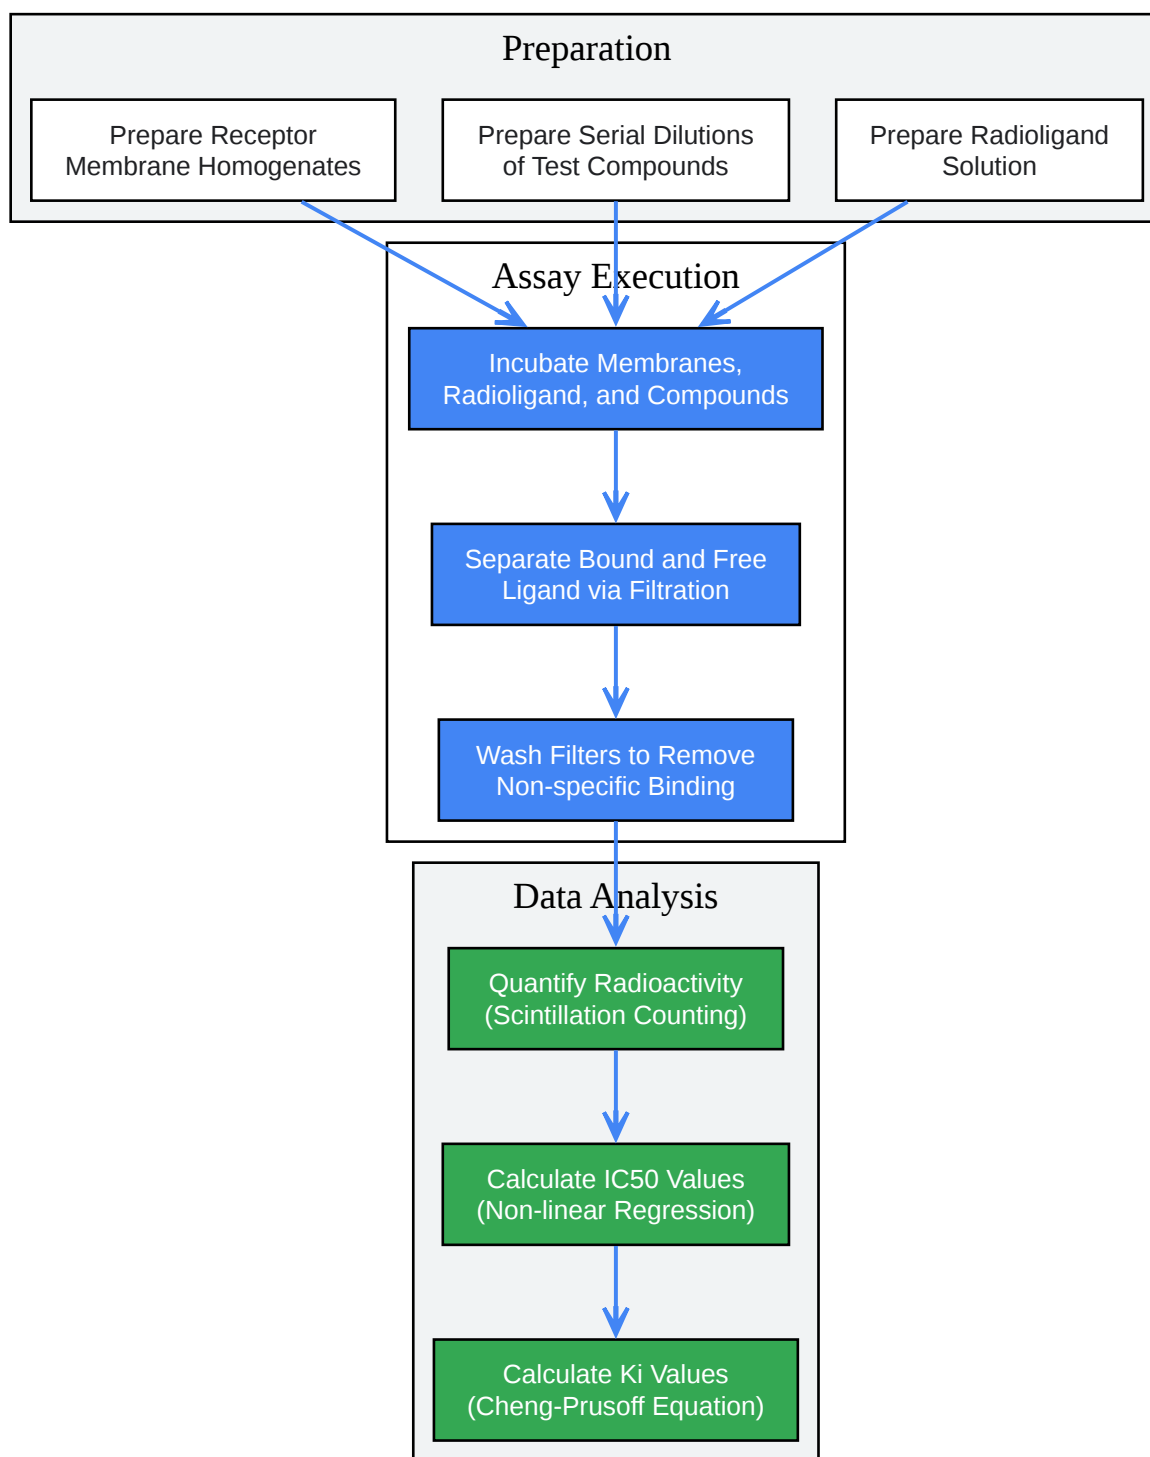 Preparation
Prepare Receptor
Membrane Homogenates
Prepare Serial Dilutions
of Test Compounds
Prepare Radioligand
Solution
Assay Execution
Incubate Membranes,
Radioligand, and Compounds
Separate Bound and Free
Ligand via Filtration
Wash Filters to Remove
Non-specific Binding
Data Analysis
Quantify Radioactivity
(Scintillation Counting)
Calculate IC50 Values
(Non-linear Regression)
Calculate Ki Values
(Cheng-Prusoff Equation)